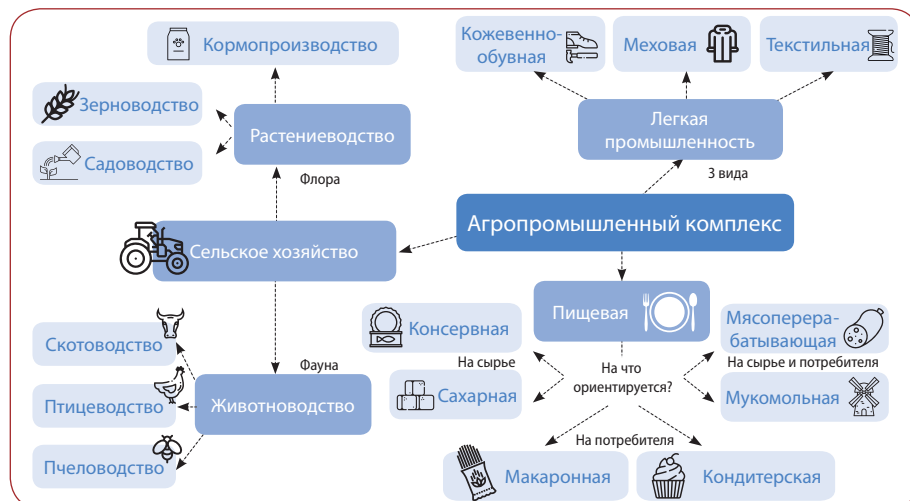 Кормопроизводство
Зерноводство
Садоводство
Растениеводство
Флора
Кожевенно-
обувная
Меховая
Текстильная
Легкая
промышленность
3 вида
Агропромышленный комплекс
Сельское хозяйство
Фауна
Скотоводство
Птицеводство
Пчеловодство
Животноводство
Пищевая
Консервная
На сырье
Сахарная
На что
ориентируется?
Мясоперера-
батывающая
На сырье и потребителя
Мукомольная
На потребителя
Макаронная
Кондитерская